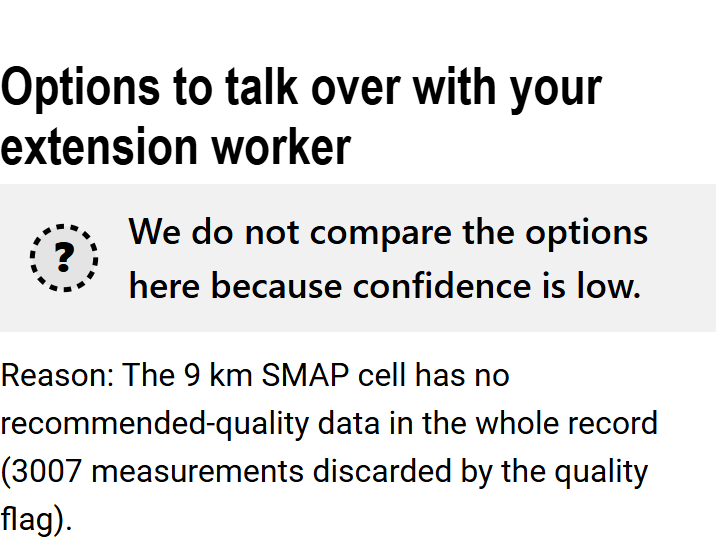 Options to talk over with your
extension worker
?
We do not compare the options
here because confidence is low.
Reason: The 9 km SMAP cell has no
recommended-quality data in the whole record
(3007 measurements discarded by the quality
flag).